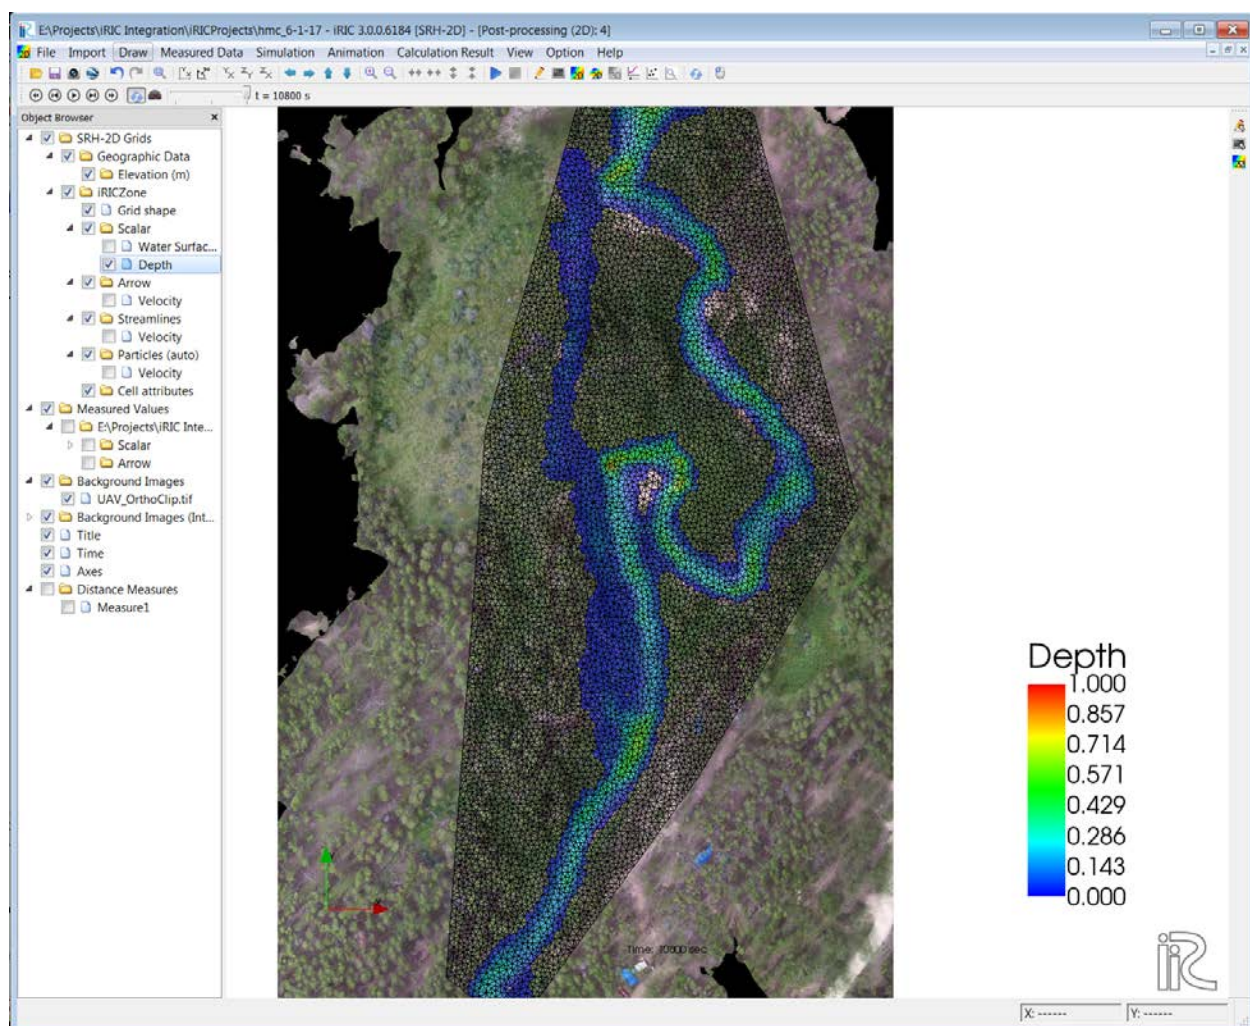 E:\Projects\iRIC Integration\iRICProjects\hmc_6-1-17 - iRIC 3.0.0.6184 [SRH-2D] - [Post-processing (2D): 4]
File Import Draw Measured Data Simulation Animation Calculation Result View Option Help
t = 10800 s
Object Browser
SRH-2D Grids
Geographic Data
Elevation (m)
iRICZone
Grid shape
Scalar
Water Surfac...
Depth
Arrow
Velocity
Streamlines
Velocity
Particles (auto)
Velocity
Cell attributes
Measured Values
E:\Projects\iRIC Inte...
Scalar
Arrow
Background Images
UAV_OrthoClip.tif
Background Images (Int...
Title
Time
Axes
Distance Measures
Measure1
Depth
1.000
0.857
0.714
0.571
0.429
0.286
0.143
0.000
Time: 10800 sec
iRIC
X: ------ Y: ------